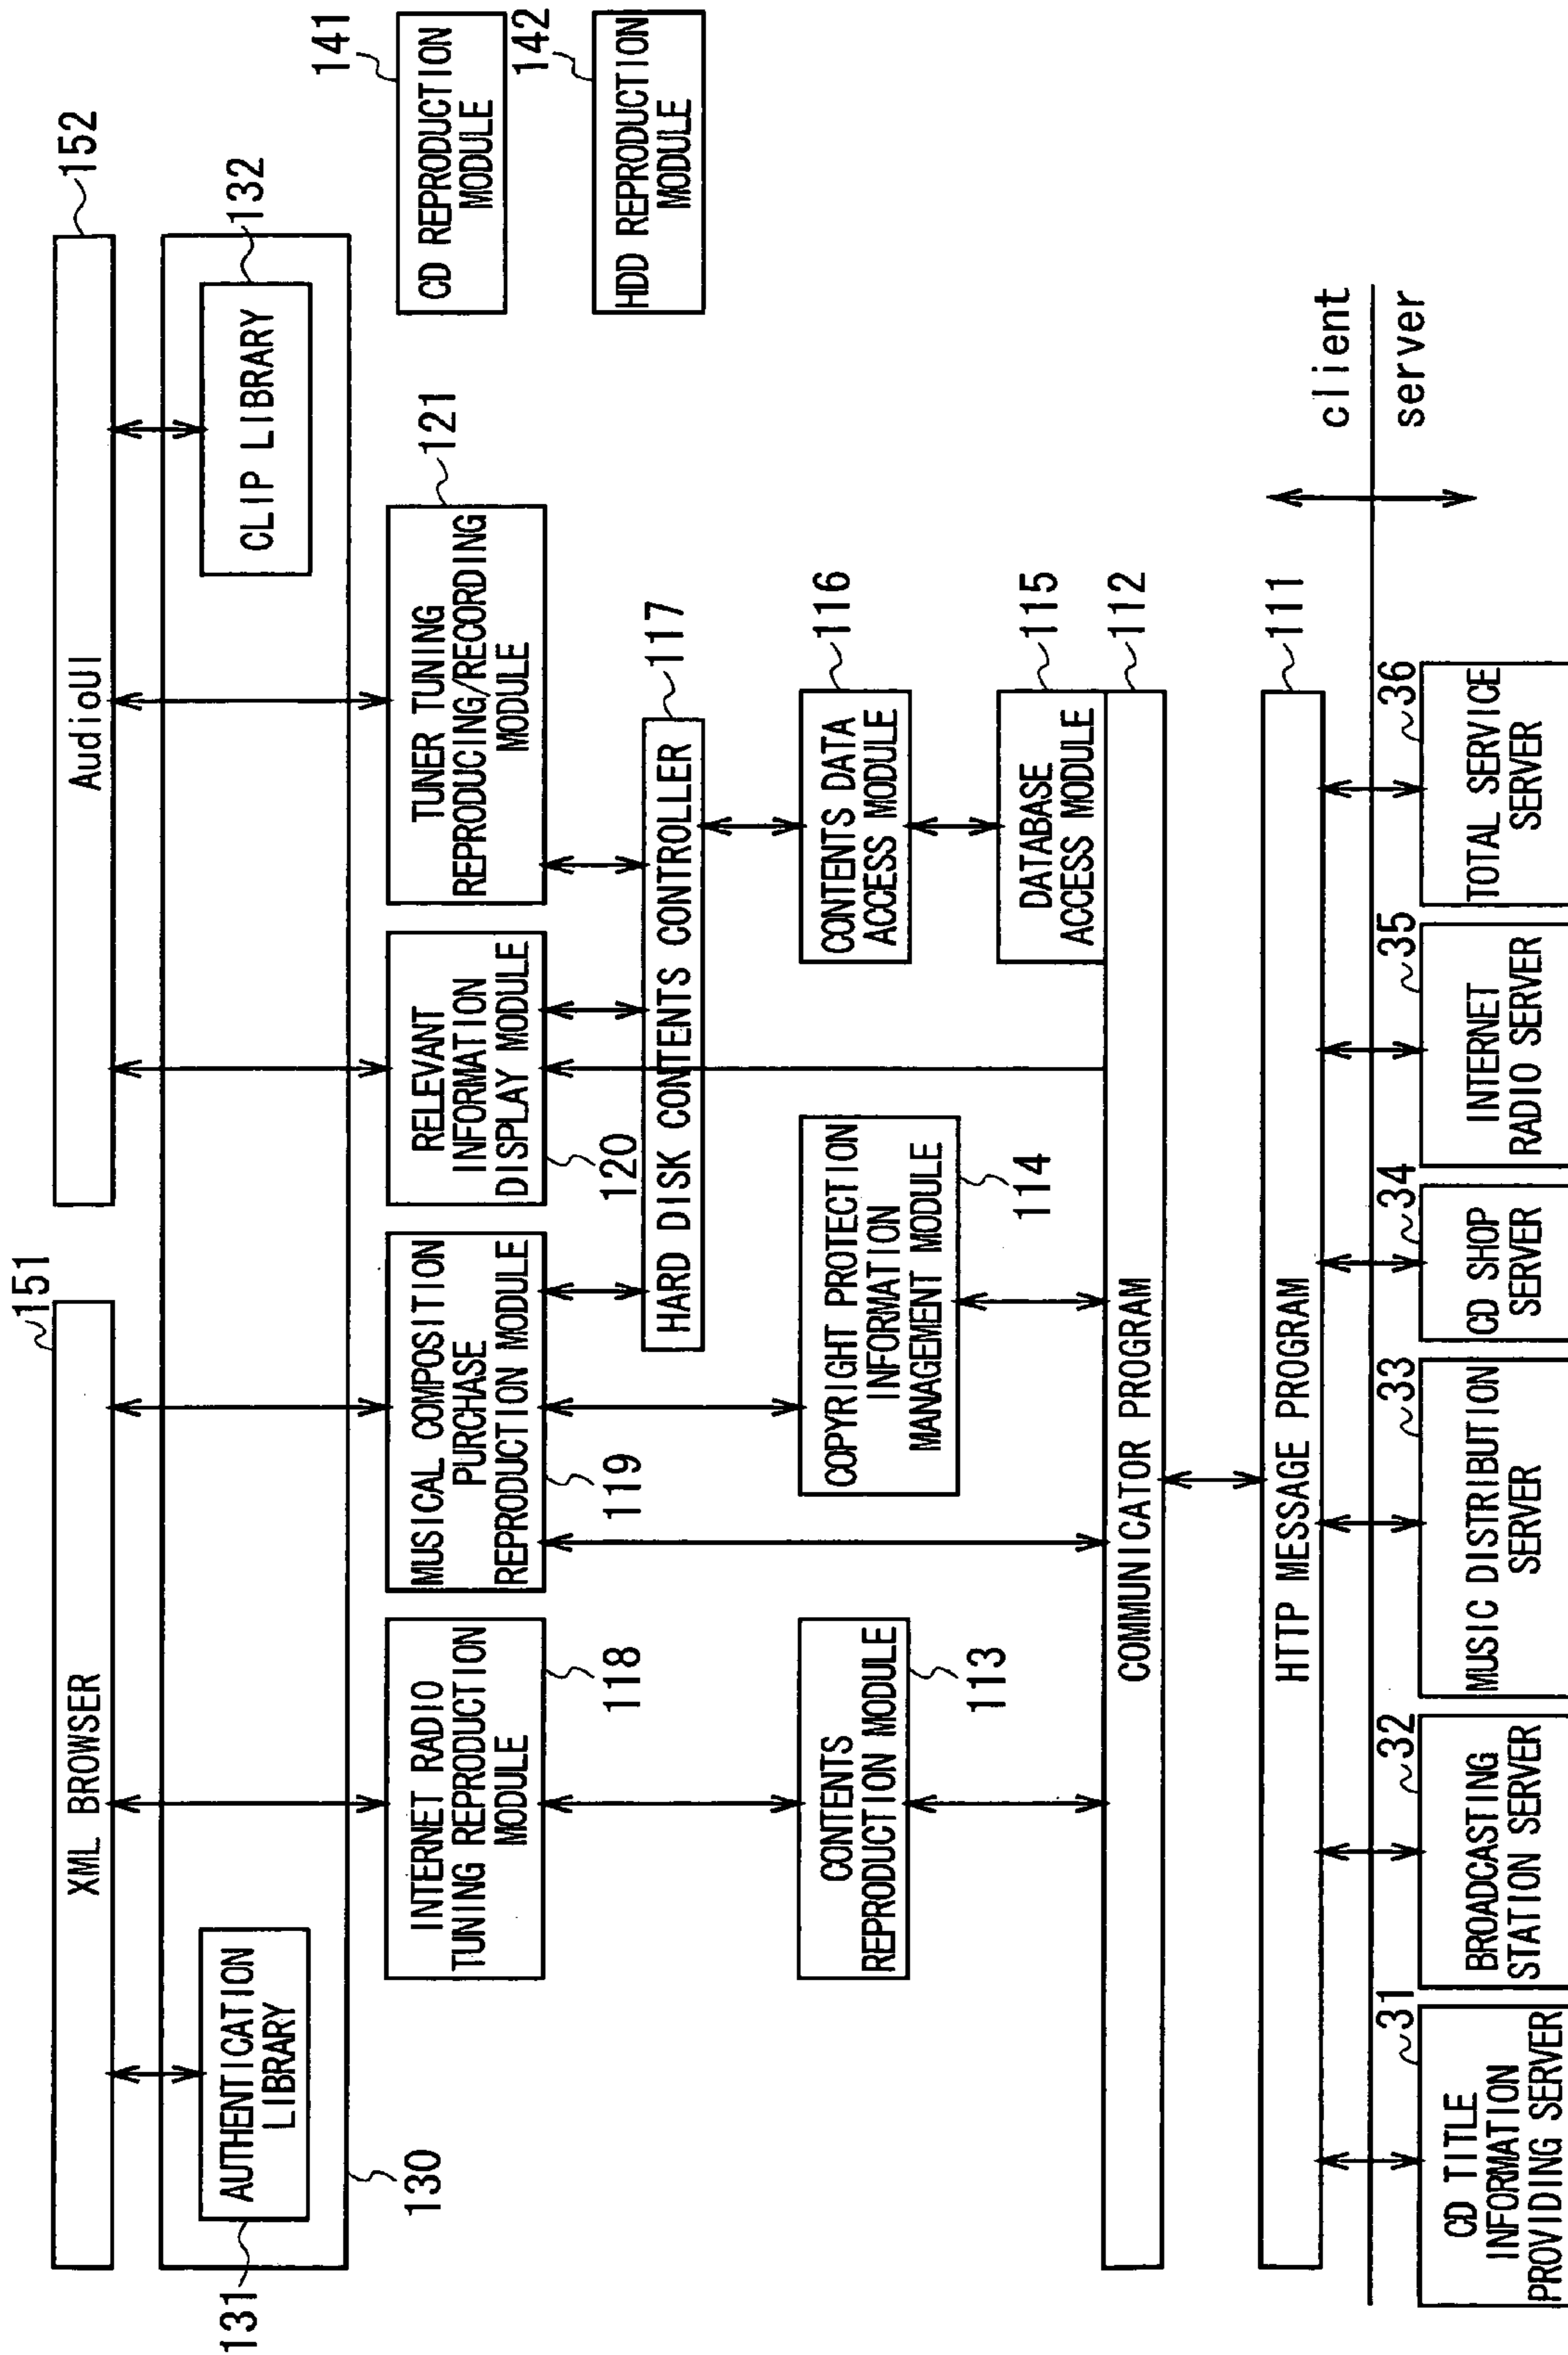 151
XML BROWSER
AudioUI
152
131
AUTHENTICATION
LIBRARY
130
CLIP LIBRARY
132
INTERNET RADIO
TUNING REPRODUCTION
MODULE
118
MUSICAL COMPOSITION
PURCHASE
REPRODUCTION MODULE
119
RELEVANT
INFORMATION
DISPLAY MODULE
120
TUNER TUNING
REPRODUCING/RECORDING
MODULE
121
CD REPRODUCTION
MODULE
141
HDD REPRODUCTION
MODULE
142
HARD DISK CONTENTS CONTROLLER
117
CONTENTS
REPRODUCTION MODULE
113
COPYRIGHT PROTECTION
INFORMATION
MANAGEMENT MODULE
114
CONTENTS DATA
ACCESS MODULE
116
DATABASE
ACCESS MODULE
115
COMMUNICATOR PROGRAM
112
HTTP MESSAGE PROGRAM
111
client
server
CD TITLE
INFORMATION
PROVIDING SERVER
31
BROADCASTING
STATION SERVER
32
MUSIC DISTRIBUTION
SERVER
33
CD SHOP
SERVER
34
INTERNET
RADIO SERVER
35
TOTAL SERVICE
SERVER
36